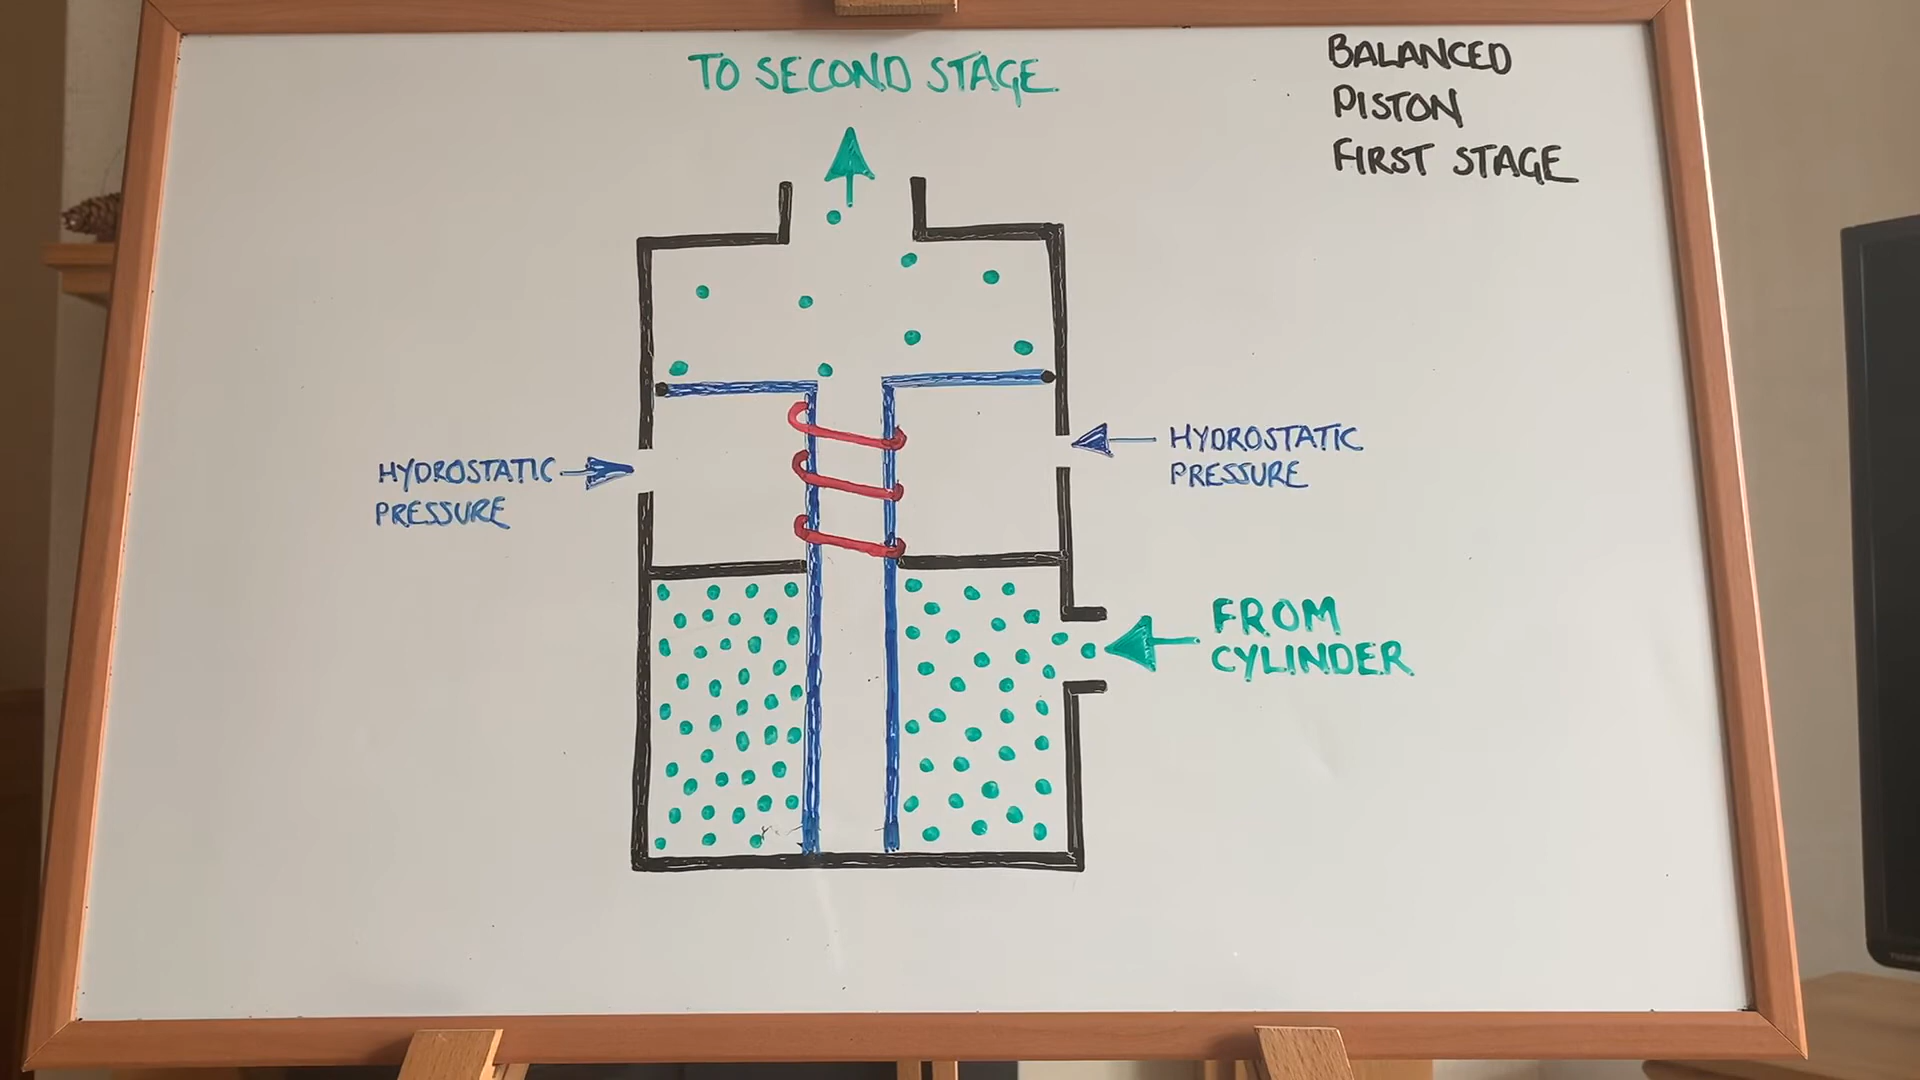 TO SECOND STAGE
BALANCED
PISTON
FIRST STAGE
HYDROSTATIC
PRESSURE
HYDROSTATIC
PRESSURE
FROM
CYLINDER